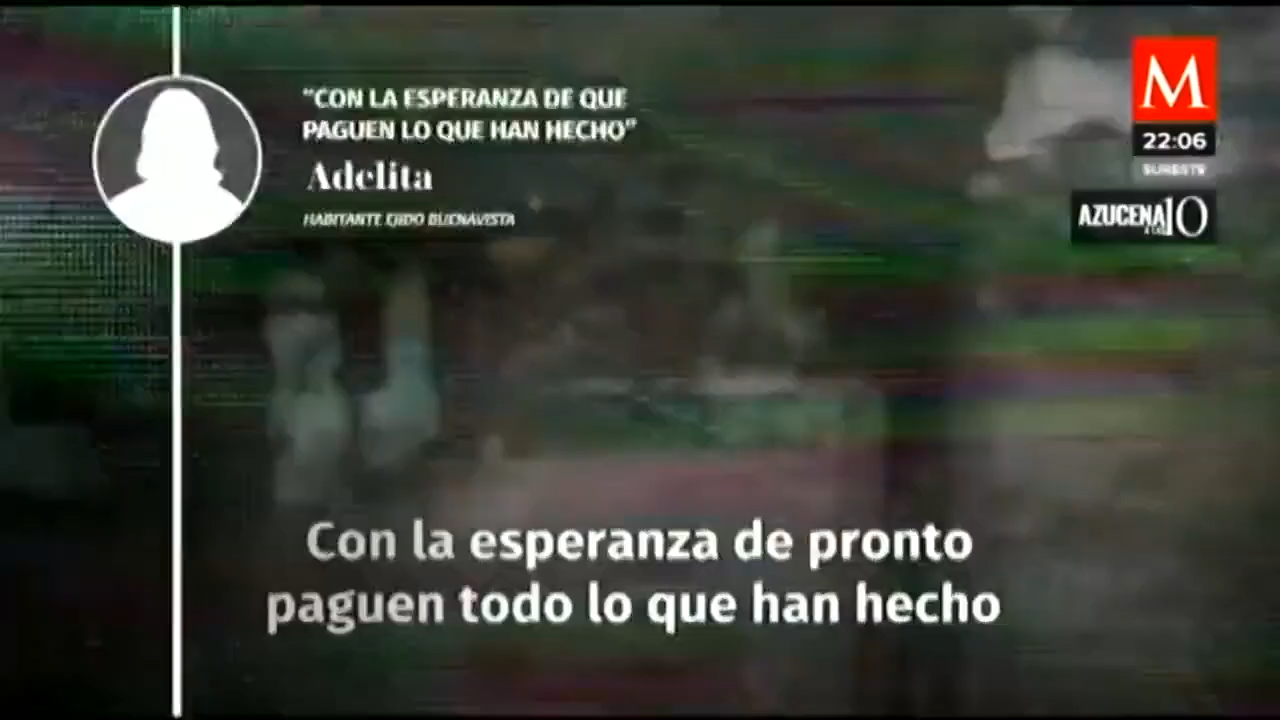 "CON LA ESPERANZA DE QUE
PAGUEN LO QUE HAN HECHO"
Adelita
HABITANTE EJIDO BUENAVISTA
M
22:06
SURESTE
AZUCENA
A LAS 10
Con la esperanza de pronto
paguen todo lo que han hecho